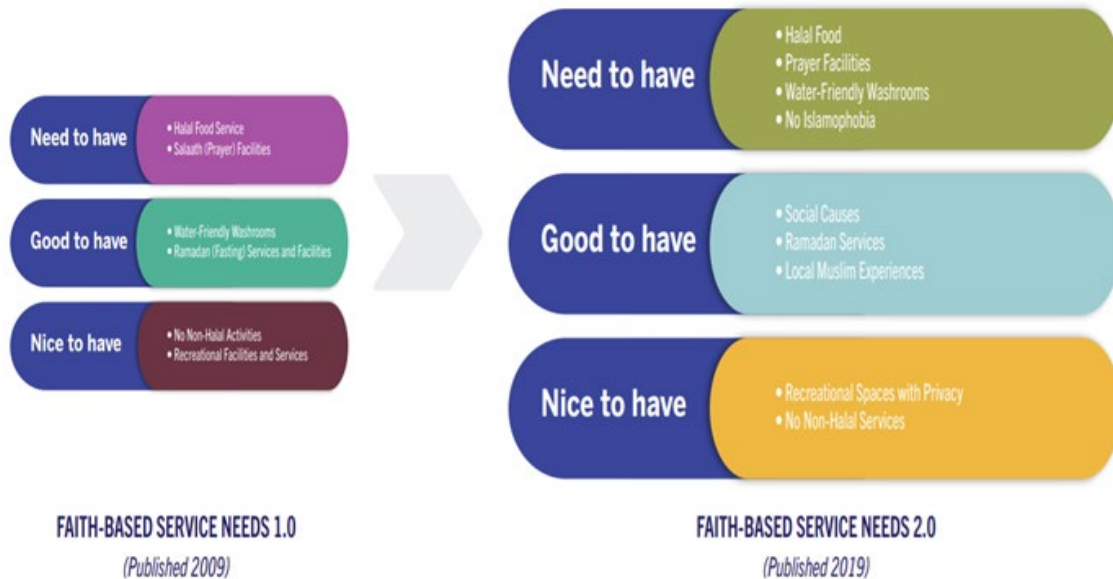 Need to have
• Halal Food Service
• Salaath (Prayer) Facilities
Good to have
• Water-Friendly Washrooms
• Ramadan (Fasting) Services and Facilities
Nice to have
• No Non-Halal Activities
• Recreational Facilities and Services
FAITH-BASED SERVICE NEEDS 1.0
(Published 2009)
Need to have
• Halal Food
• Prayer Facilities
• Water-Friendly Washrooms
• No Islamophobia
Good to have
• Social Causes
• Ramadan Services
• Local Muslim Experiences
Nice to have
• Recreational Spaces with Privacy
• No Non-Halal Services
FAITH-BASED SERVICE NEEDS 2.0
(Published 2019)